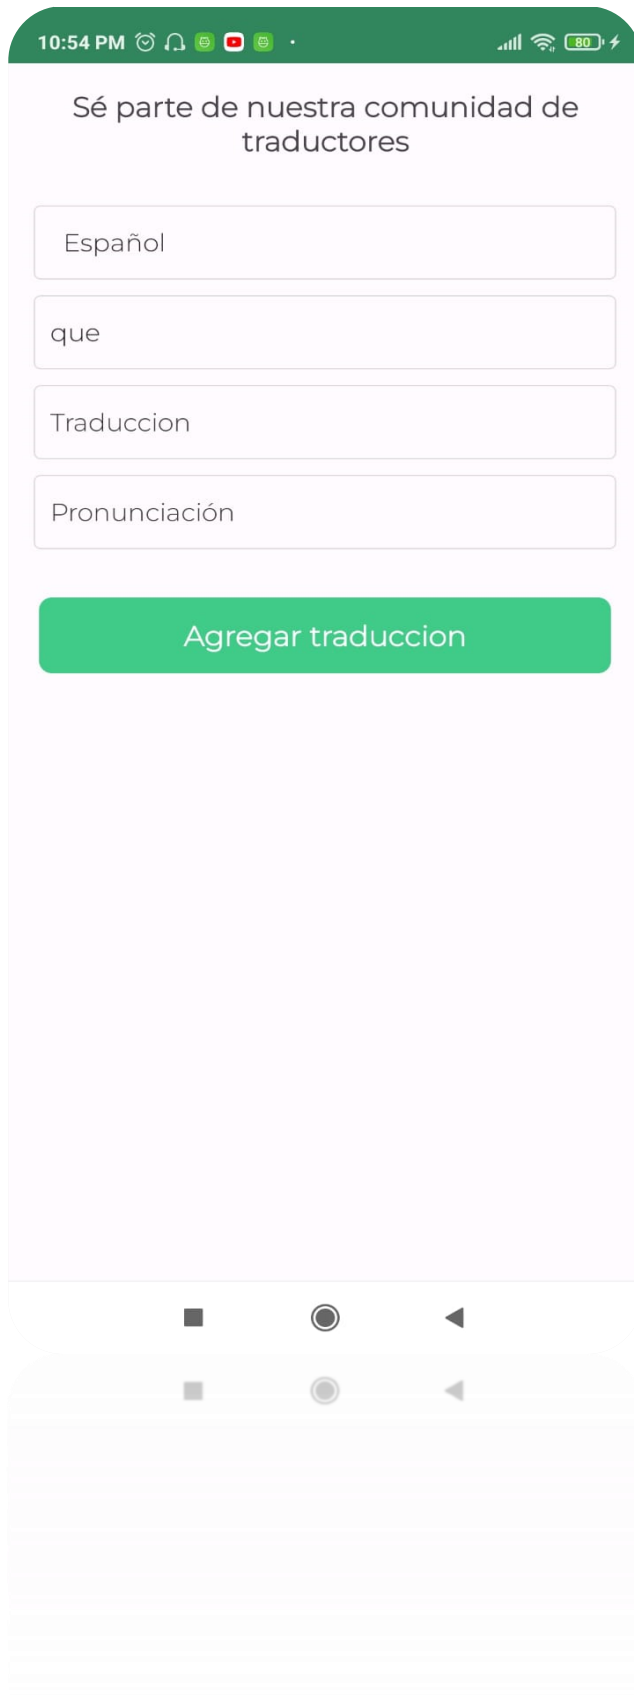 10:54 PM
80
Sé parte de nuestra comunidad de
traductores
Español
que
Traduccion
Pronunciación
Agregar traduccion